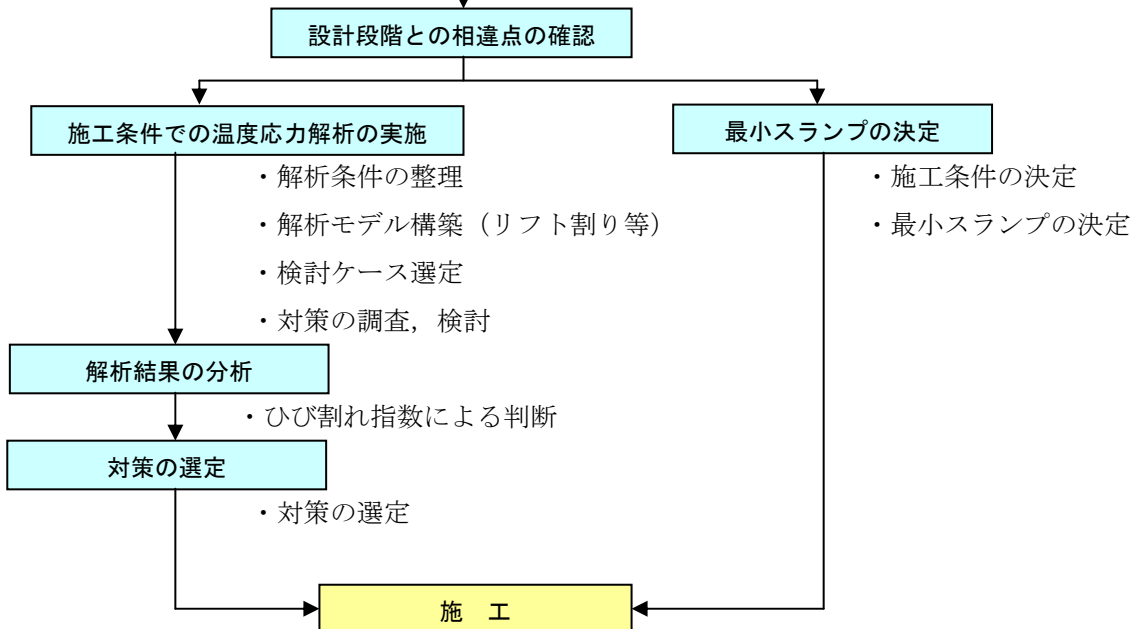 設計段階との相違点の確認
施工条件での温度応力解析の実施
最小スランプの決定
・解析条件の整理
・施工条件の決定
・解析モデル構築（リフト割り等）
・最小スランプの決定
・検討ケース選定
・対策の調査，検討
解析結果の分析
・ひび割れ指数による判断
対策の選定
・対策の選定
施　工